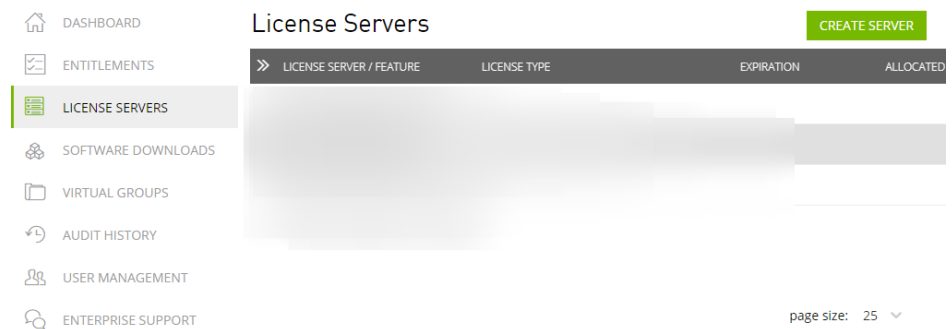 DASHBOARD
License Servers
CREATE SERVER
ENTITLEMENTS
LICENSE SERVER / FEATURE LICENSE TYPE EXPIRATION ALLOCATED
LICENSE SERVERS
SOFTWARE DOWNLOADS
VIRTUAL GROUPS
AUDIT HISTORY
USER MANAGEMENT
ENTERPRISE SUPPORT
page size: 25